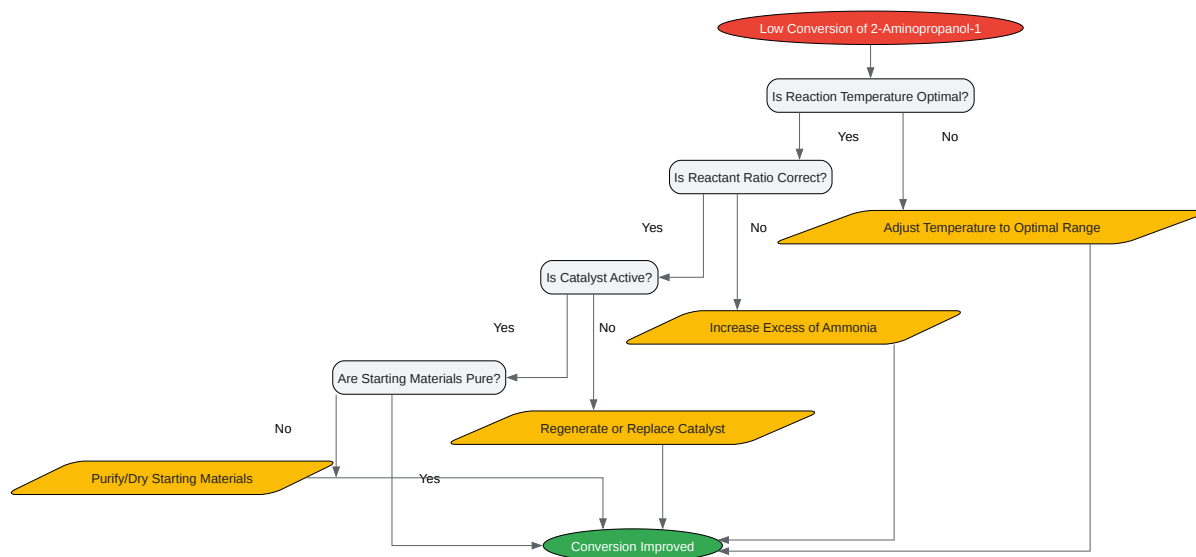 Low Conversion of 2-Aminopropanol-1
Is Reaction Temperature Optimal?
Yes
No
Is Reactant Ratio Correct?
Yes
No
Adjust Temperature to Optimal Range
Is Catalyst Active?
Yes
No
Increase Excess of Ammonia
Are Starting Materials Pure?
No
Regenerate or Replace Catalyst
Purify/Dry Starting Materials
Yes
Conversion Improved